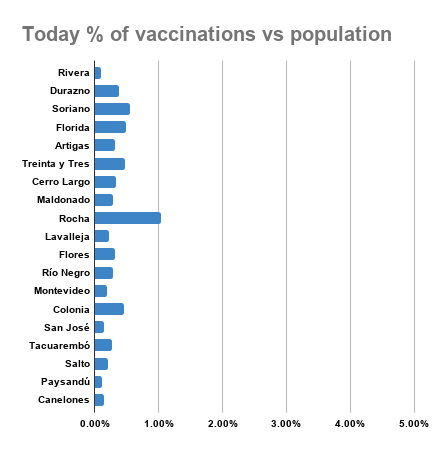 Today % of vaccinations vs population
Rivera
Durazno
Soriano
Florida
Artigas
Treinta y Tres
Cerro Largo
Maldonado
Rocha
Lavalleja
Flores
Río Negro
Montevideo
Colonia
San José
Tacuarembó
Salto
Paysandú
Canelones
0.00% 1.00% 2.00% 3.00% 4.00% 5.00%